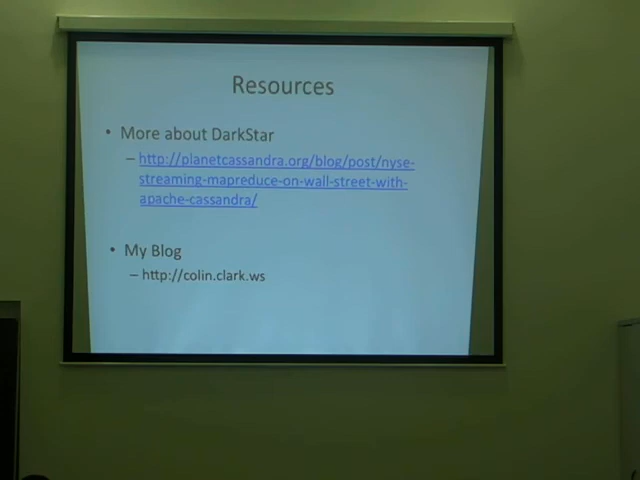 Resources
• More about DarkStar
– http://planetcassandra.org/blog/post/nyse-
streaming-mapreduce-on-wall-street-with-
apache-cassandra/
• My Blog
– http://colin.clark.ws